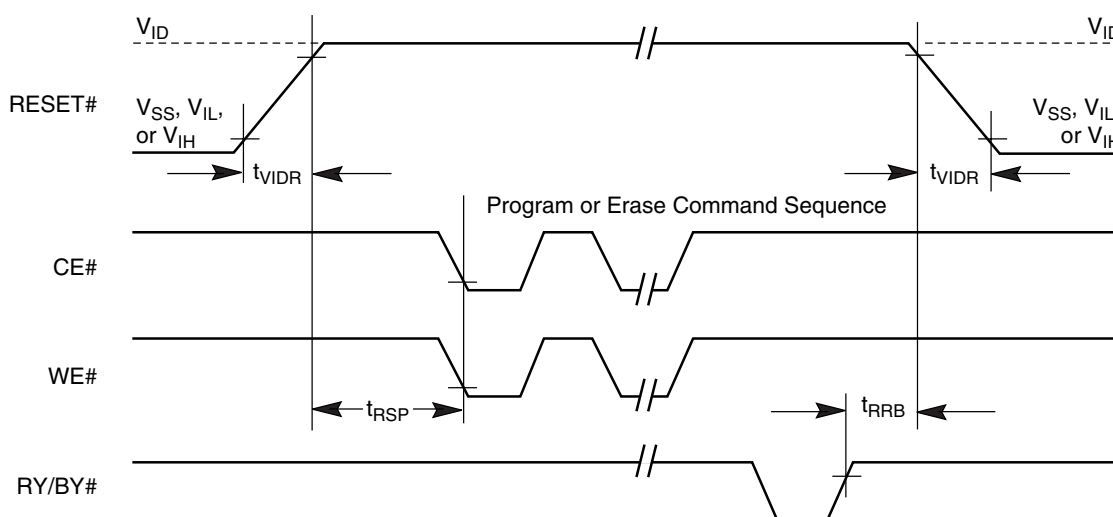 VID
VID
RESET#
VSS, VIL,
or VIH
VSS, VIL
or VIH
tVIDR
tVIDR
Program or Erase Command Sequence
CE#
WE#
tRSP
tRRB
RY/BY#